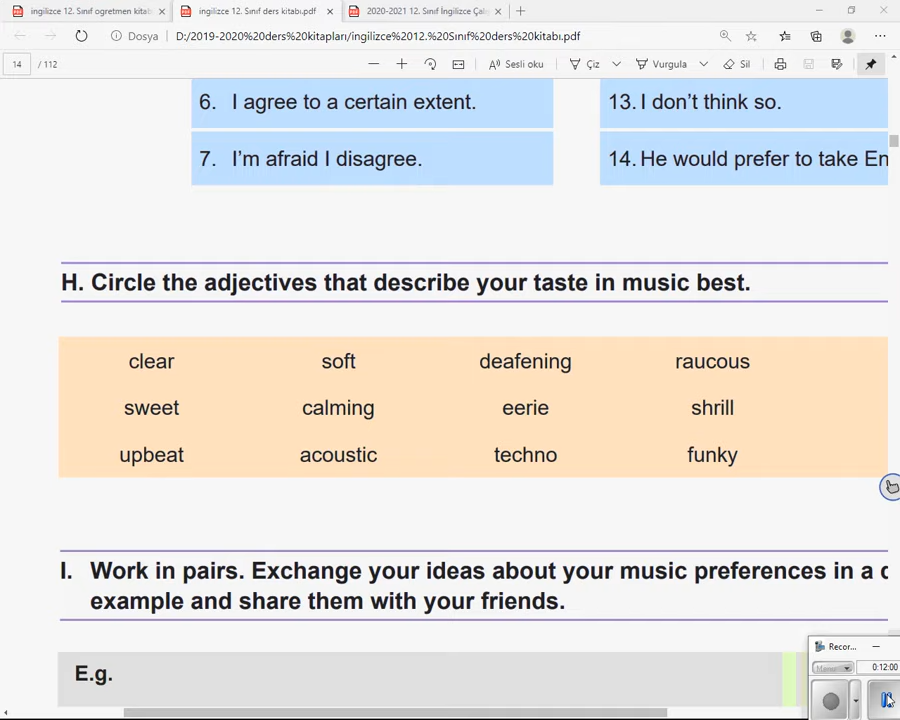 ingilizce 12. Sınıf ogretmen kitab
ingilizce 12. Sınıf ders kitabı.pdf
2020-2021 12. Sınıf İngilizce Çalış
Dosya
D:/2019-2020%20ders%20kitapları/ingilizce%2012.%20Sınıf%20ders%20kitabı.pdf
14 / 112
Sesli oku
Çiz
Vurgula
Sil
6. I agree to a certain extent.
13. I don't think so.
7. I'm afraid I disagree.
14. He would prefer to take En
H. Circle the adjectives that describe your taste in music best.
clear soft deafening raucous
sweet calming eerie shrill
upbeat acoustic techno funky
I. Work in pairs. Exchange your ideas about your music preferences in a d
example and share them with your friends.
E.g.
Recor...
0:12:00